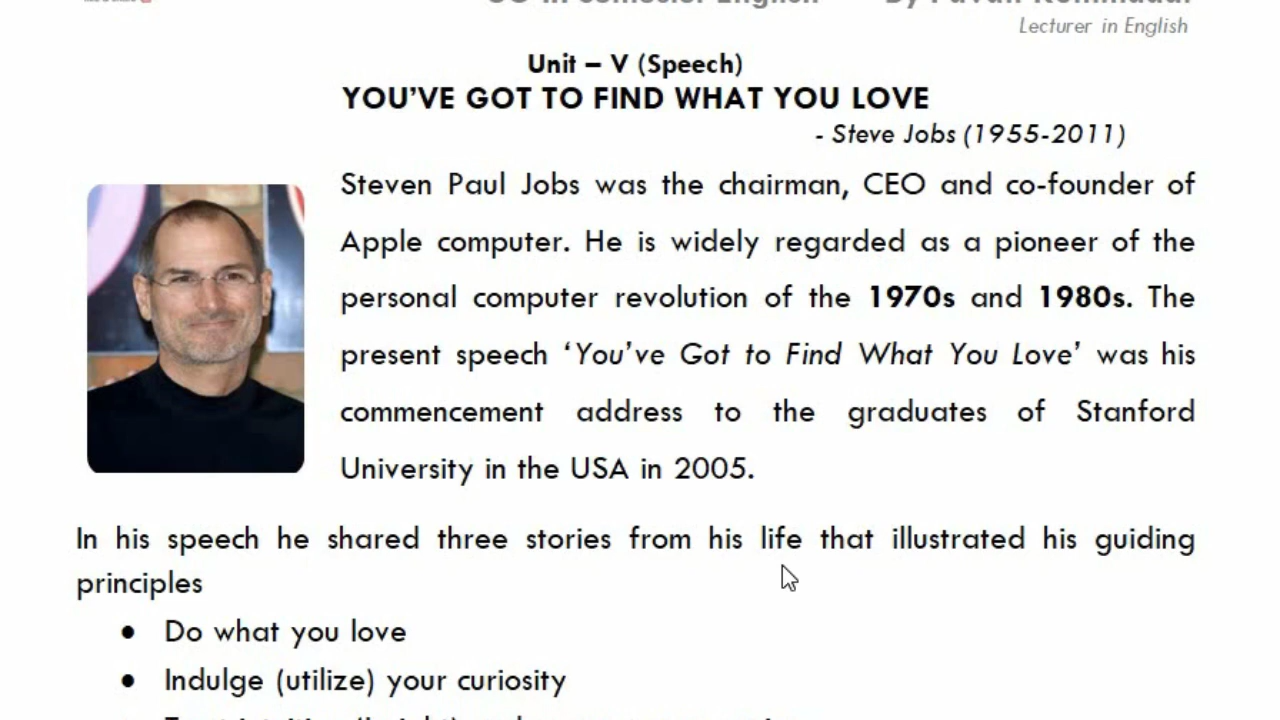 Lecturer in English
Unit – V (Speech)
YOU'VE GOT TO FIND WHAT YOU LOVE
- Steve Jobs (1955-2011)
Steven Paul Jobs was the chairman, CEO and co-founder of
Apple computer. He is widely regarded as a pioneer of the
personal computer revolution of the 1970s and 1980s. The
present speech ‘You’ve Got to Find What You Love’ was his
commencement address to the graduates of Stanford
University in the USA in 2005.
In his speech he shared three stories from his life that illustrated his guiding
principles
● Do what you love
● Indulge (utilize) your curiosity